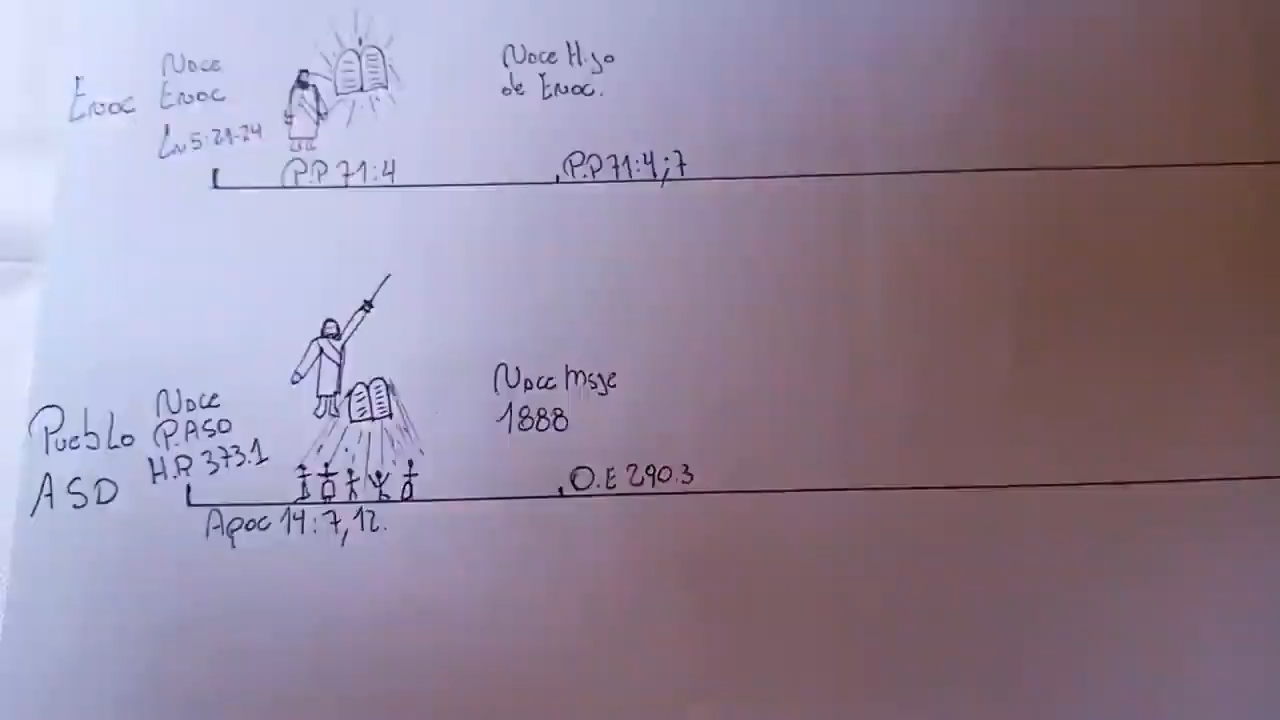 Enoc
Nace
Enoc
Gn 5:21-24
P.P 71:4
Nace Hijo
de Enoc.
P.P 71:4;7
Pueblo
ASD
Nace
P.ASD
H.R 373.1
Apoc 14:7,12.
Nace Msje
1888
O.E 290.3